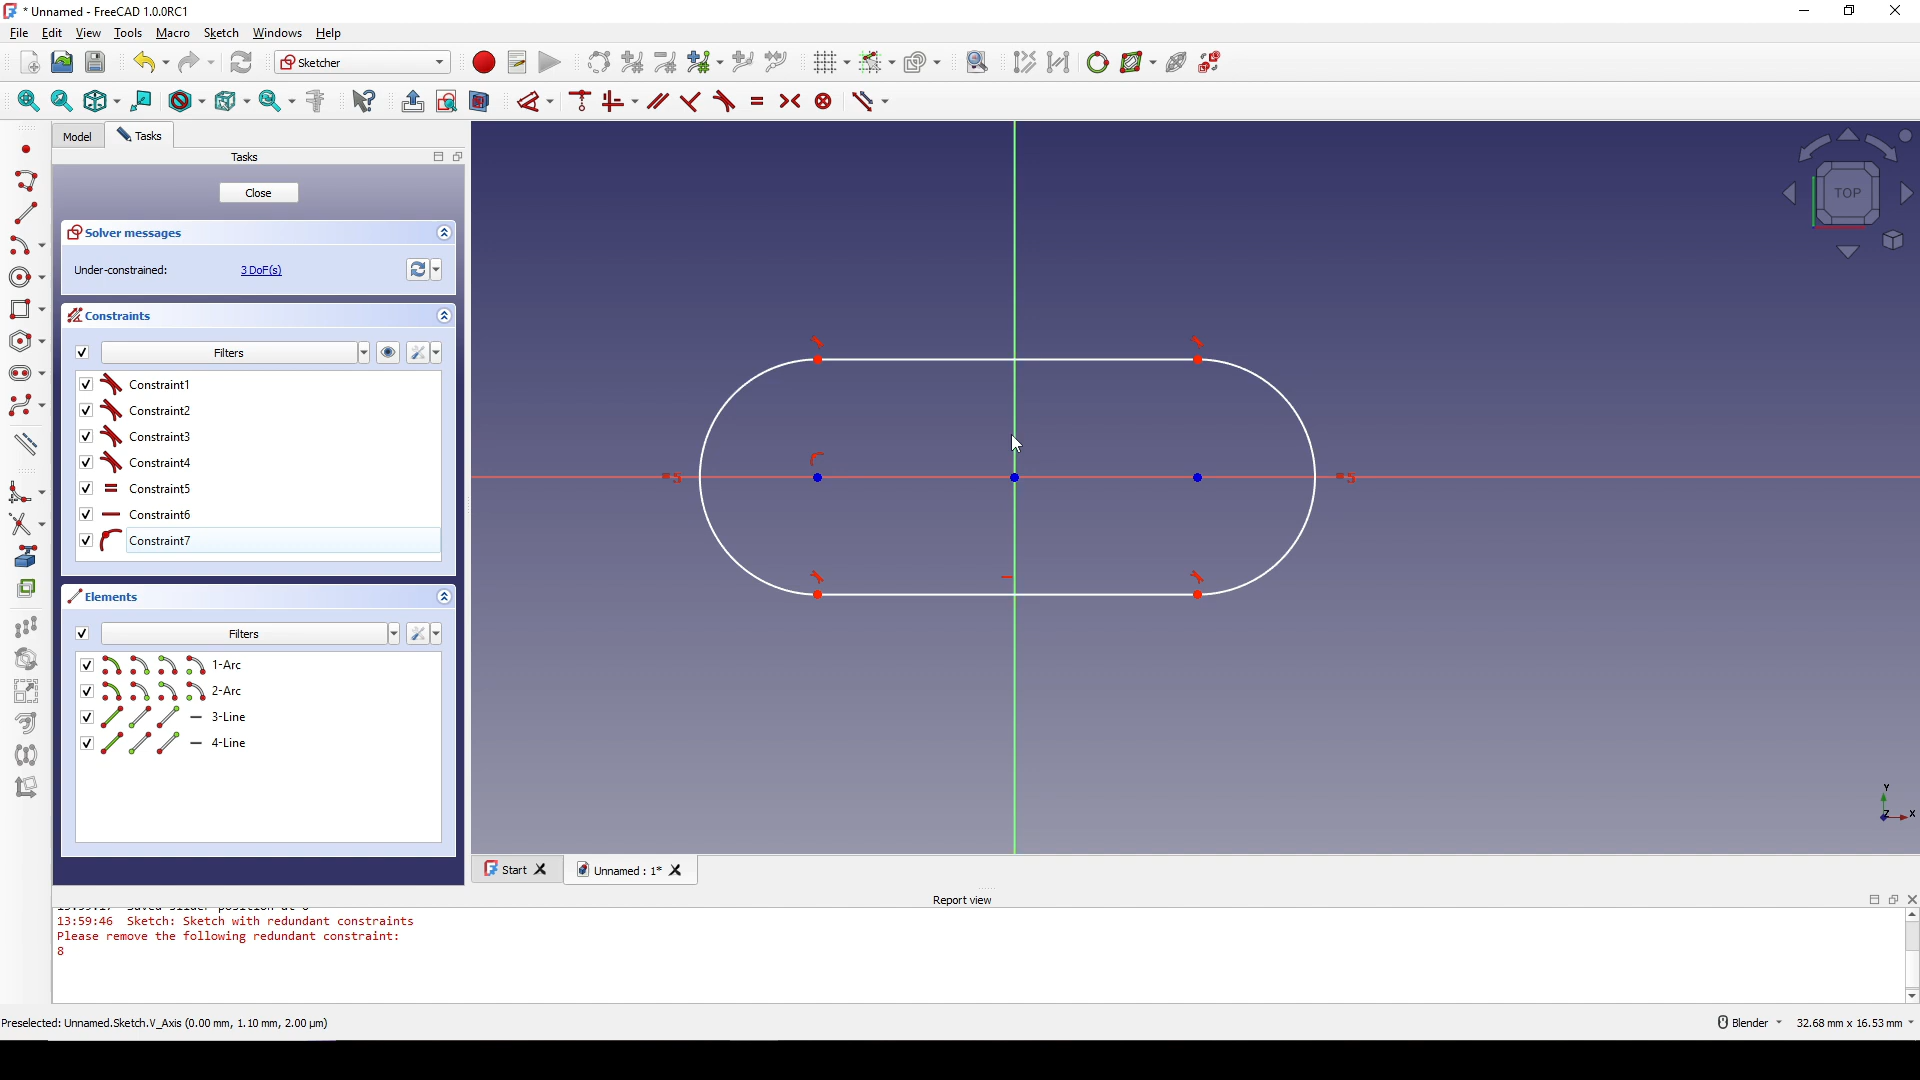 * Unnamed - FreeCAD 1.0.0RC1
File Edit View Tools Macro Sketch Windows Help
Sketcher
Model Tasks
Tasks
Close
Solver messages
Under-constrained: 3 DoF(s)
Constraints
Filters
Constraint1
Constraint2
Constraint3
Constraint4
Constraint5
Constraint6
Constraint7
Elements
Filters
1-Arc
2-Arc
3-Line
4-Line
TOP
5
5
Y
Z X
Start Unnamed : 1*
Report view
13:59:46 Sketch: Sketch with redundant constraints
Please remove the following redundant constraint:
8
Preselected: Unnamed.Sketch.V_Axis (0.00 mm, 1.10 mm, 2.00 µm)
Blender 32.68 mm x 16.53 mm